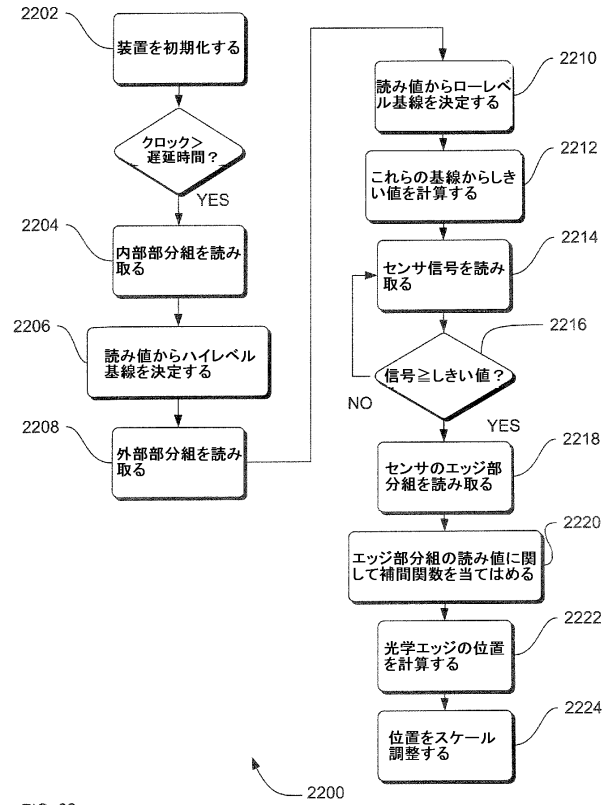 2202
装置を初期化する
クロック＞
遅延時間？
YES
2204
内部部分組を読み
取る
2206
読み値からハイレベル
基線を決定する
2208
外部部分組を読み
取る
2210
読み値からローレベ
ル基線を決定する
2212
これらの基線からしき
い値を計算する
2214
センサ信号を読み
取る
2216
信号≧しきい値？
NO
YES
2218
センサのエッジ部
分組を読み取る
2220
エッジ部分組の読み値に関
して補間関数を当てはめる
2222
光学エッジの位置
を計算する
2224
位置をスケール
調整する
2200